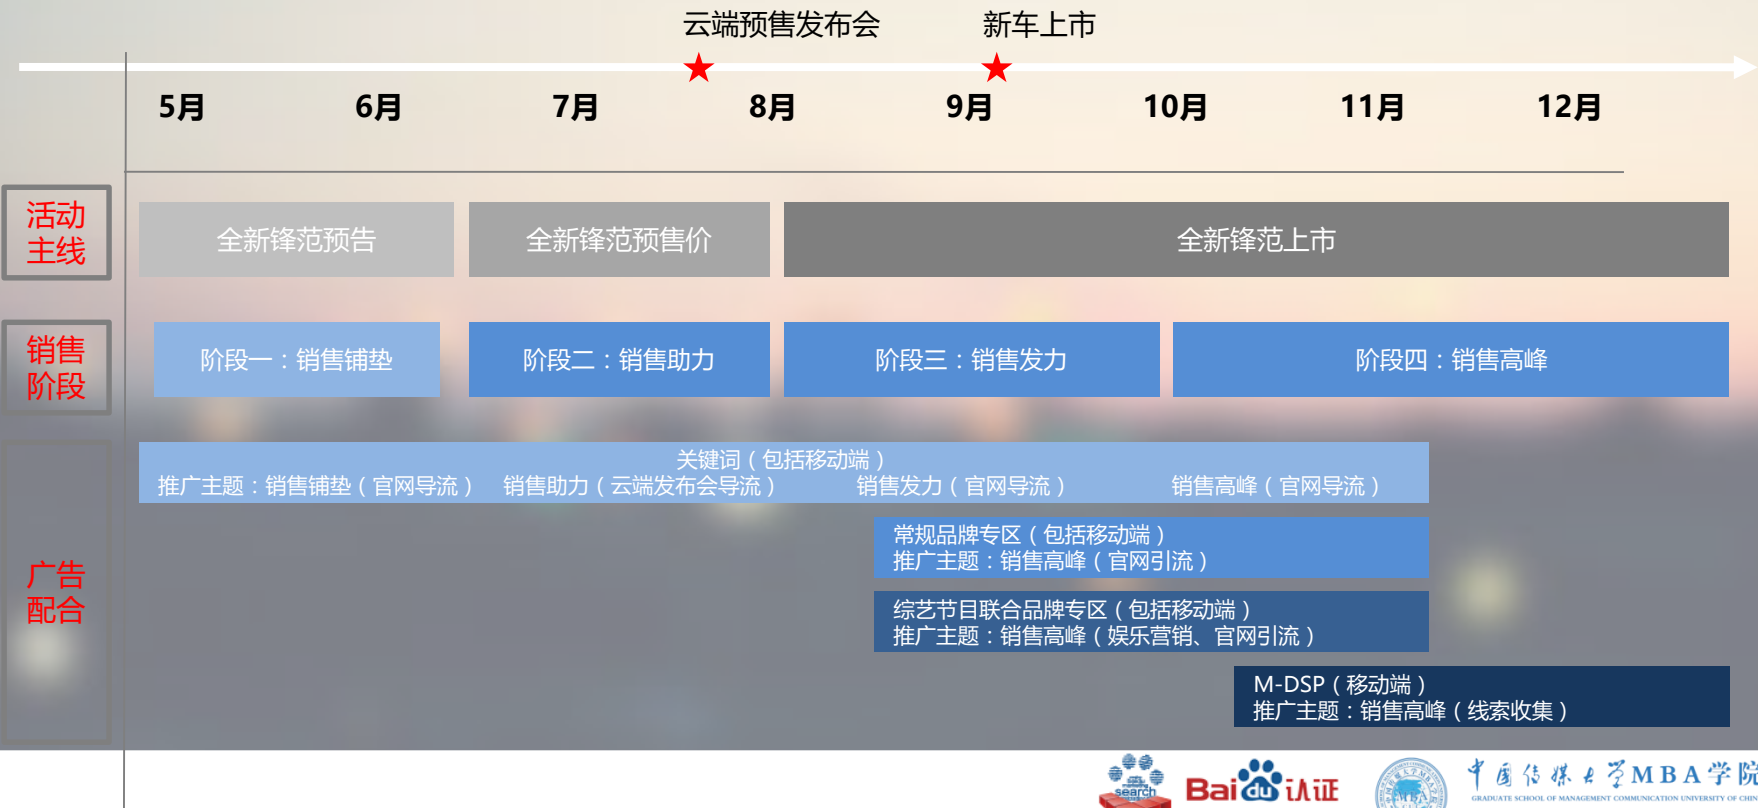 云端预售发布会 新车上市
5月 6月 7月 8月 9月 10月 11月 12月
活动
主线
全新锋范预告 全新锋范预售价 全新锋范上市
销售
阶段
阶段一：销售铺垫 阶段二：销售助力 阶段三：销售发力 阶段四：销售高峰
广告
配合
关键词（包括移动端）
推广主题：销售铺垫（官网导流） 销售助力（云端发布会导流） 销售发力（官网导流） 销售高峰（官网导流）
常规品牌专区（包括移动端）
推广主题：销售高峰（官网引流）
综艺节目联合品牌专区（包括移动端）
推广主题：销售高峰（娱乐营销、官网引流）
M-DSP（移动端）
推广主题：销售高峰（线索收集）
search
Bai du 认证
MBA
中国传媒大学MBA学院
GRADUATE SCHOOL OF MANAGEMENT COMMUNICATION UNIVERSITY OF CHIN